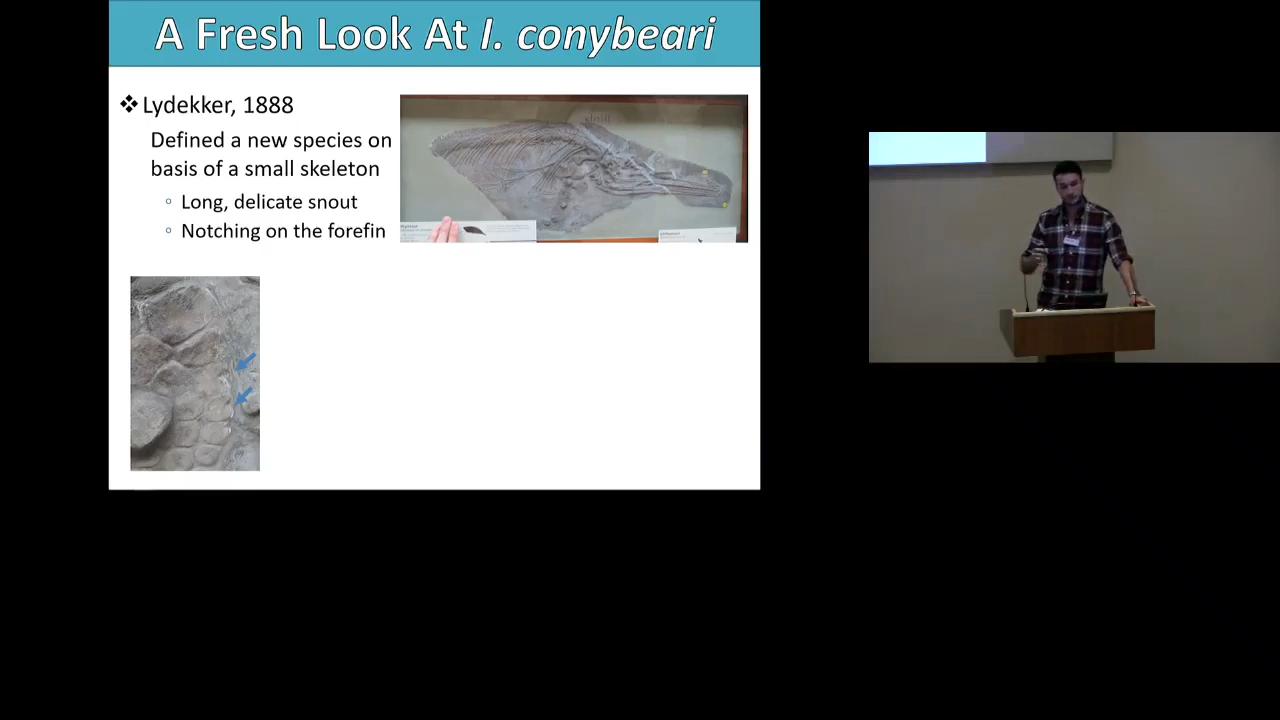 A Fresh Look At I. conybeari
❖ Lydekker, 1888
Defined a new species on
basis of a small skeleton
◦ Long, delicate snout
◦ Notching on the forefin